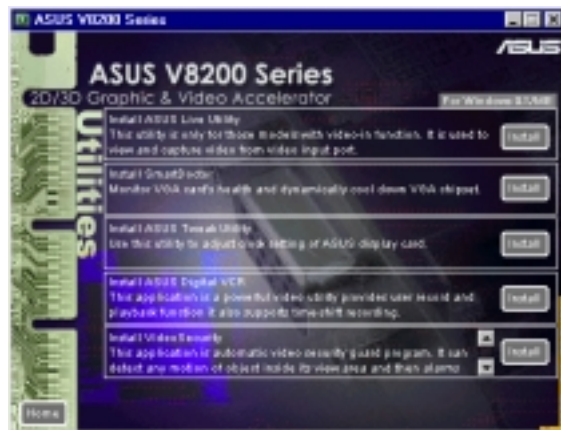 ASUS V8200 Series
ASUS
ASUS V8200 Series
2D/3D Graphic & Video Accelerator
For Windows 9X/ME
Utilities
Install ASUS Live Utility
This utility is only for those models with video-in function. It is used to
view and capture video from video input port.
Install
Install SmartDoctor
Monitor VGA card's health and dynamically cool down VGA chipset.
Install
Install ASUS Tweak Utility
Use this utility to adjust clock setting of ASUS display card.
Install
Install ASUS Digital VCR
This application is a powerful video utility provides user record and
playback function it also supports time-shift recording.
Install
Install VideoSecurity
This application is automatic video security guard program. It can
detect any motion of object inside its view area and then alarms
Install
Home